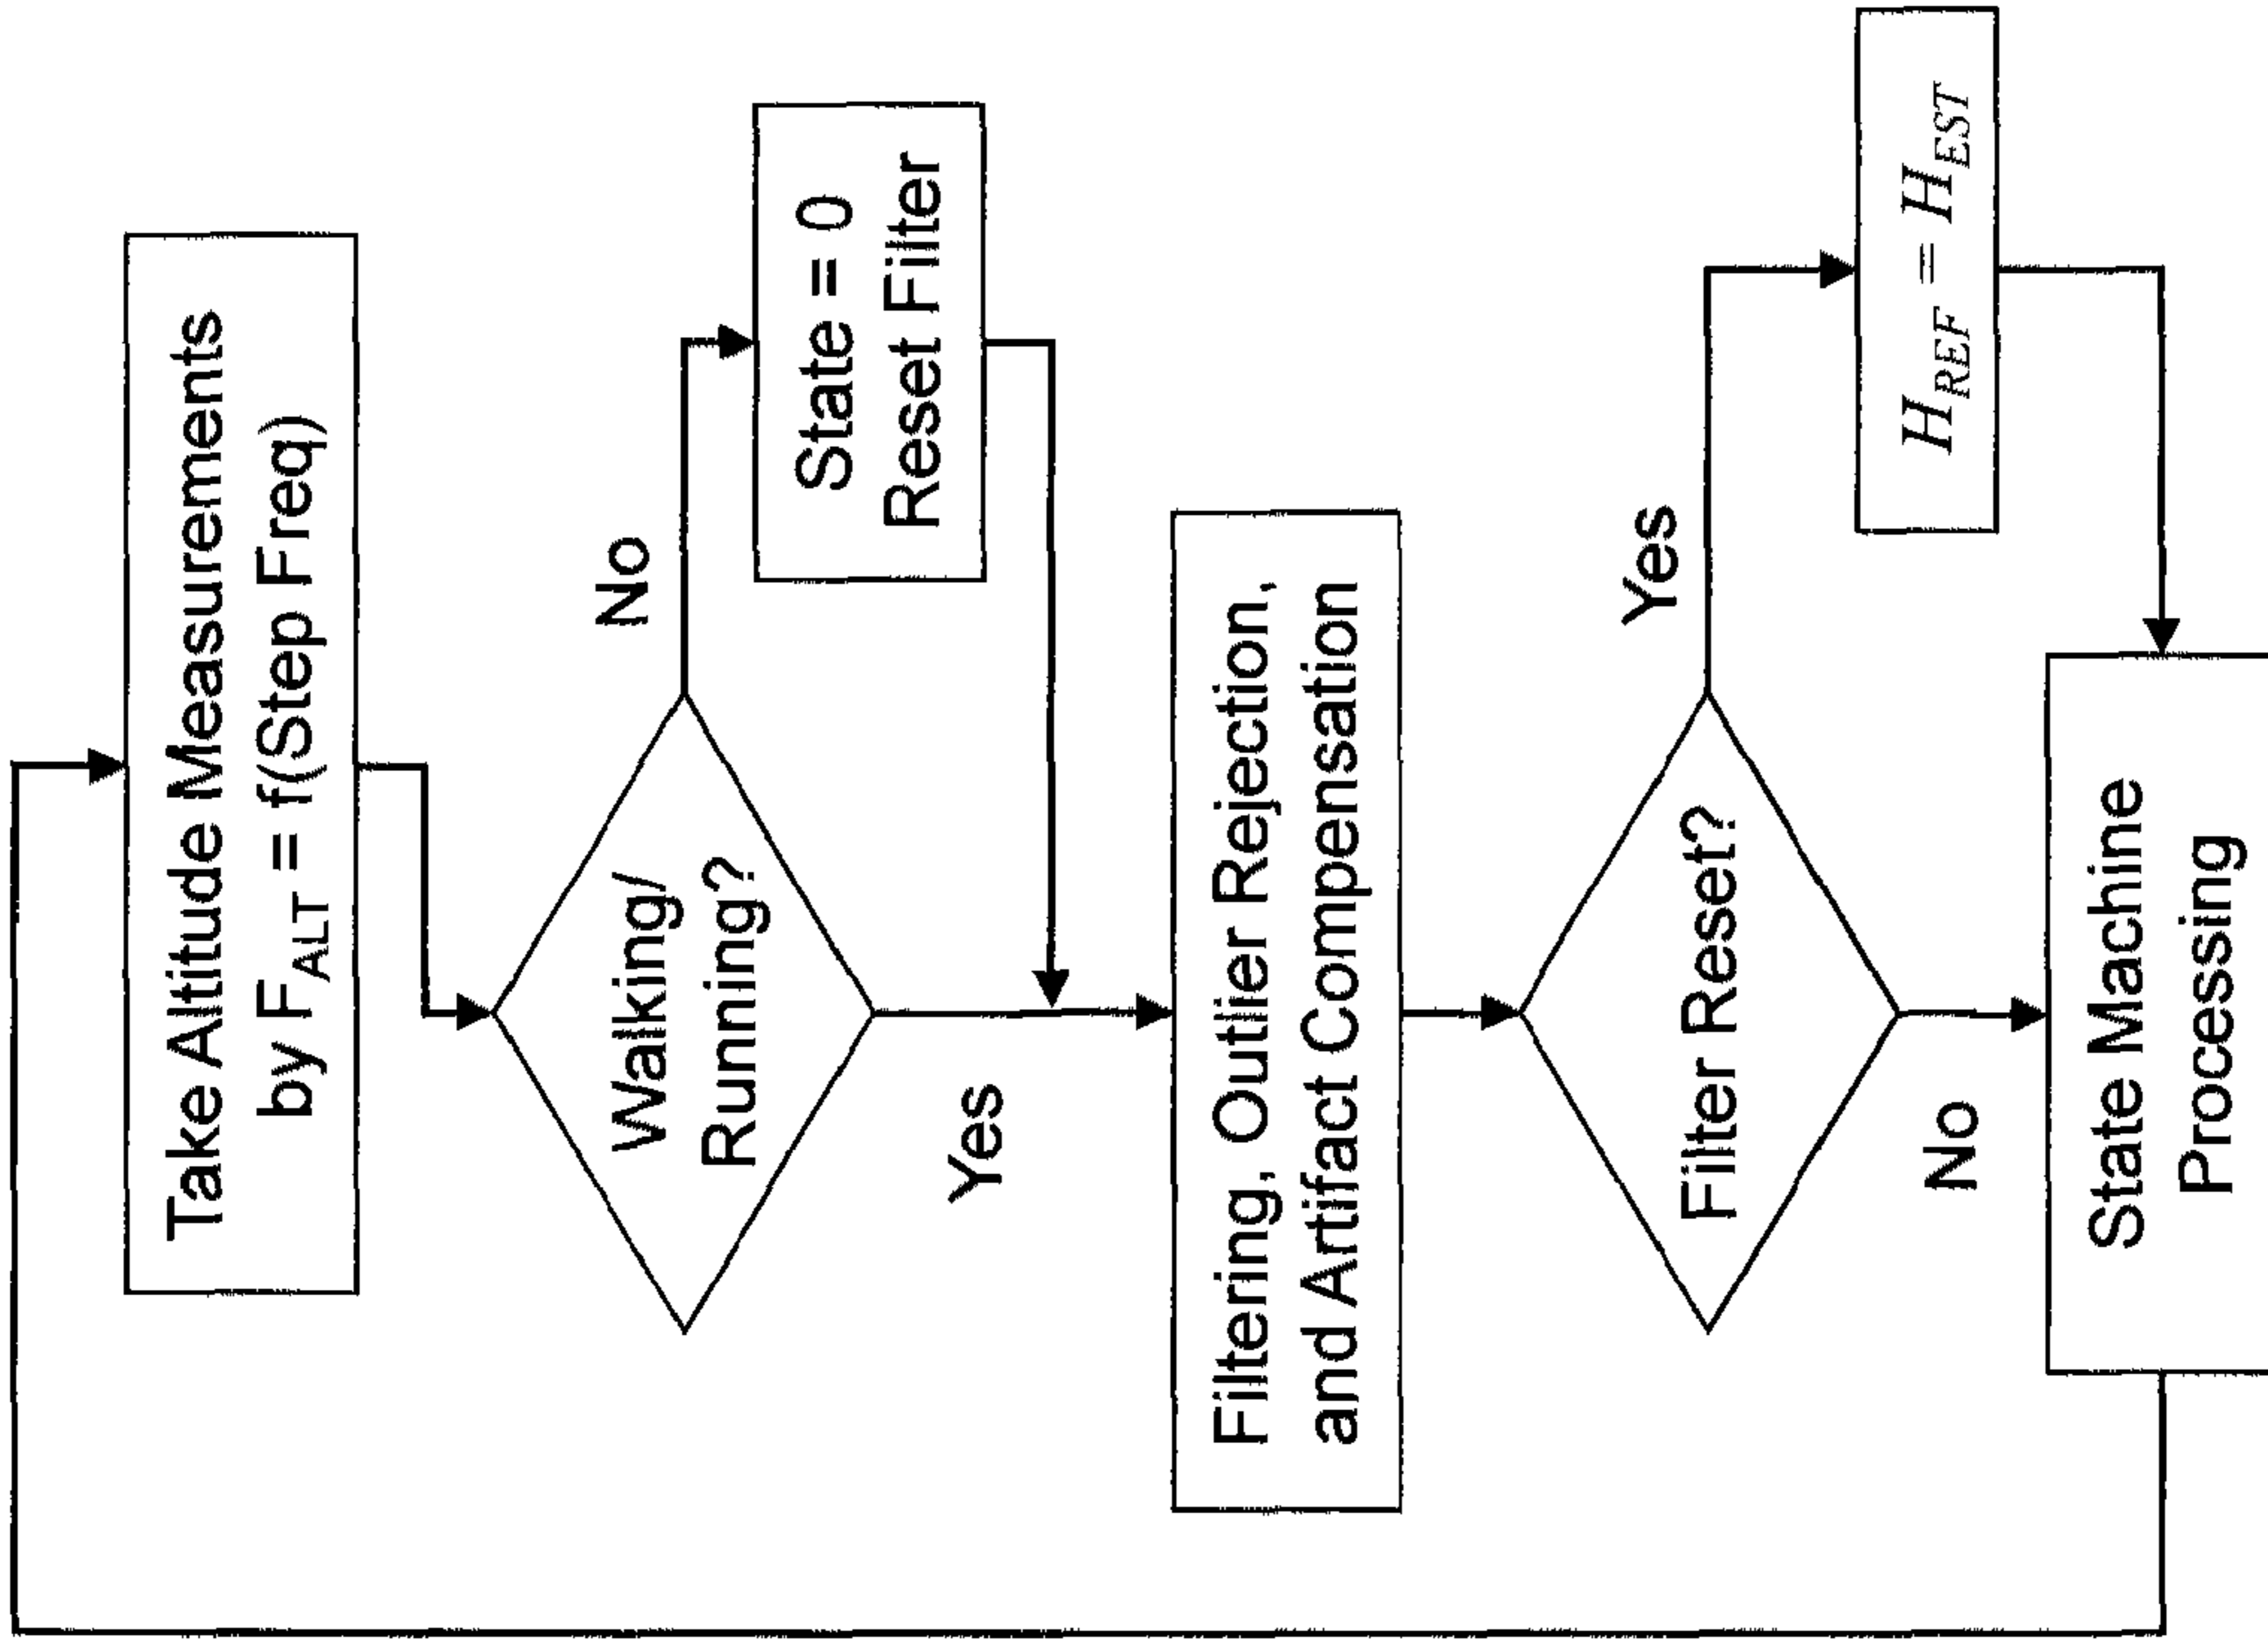 Take Altitude Measurements
by F_ALT = f(Step Freq)
Walking/
Running?
No
State = 0
Reset Filter
Yes
Filtering, Outlier Rejection,
and Artifact Compensation
Filter Reset?
Yes
H_REF = H_EST
No
State Machine
Processing